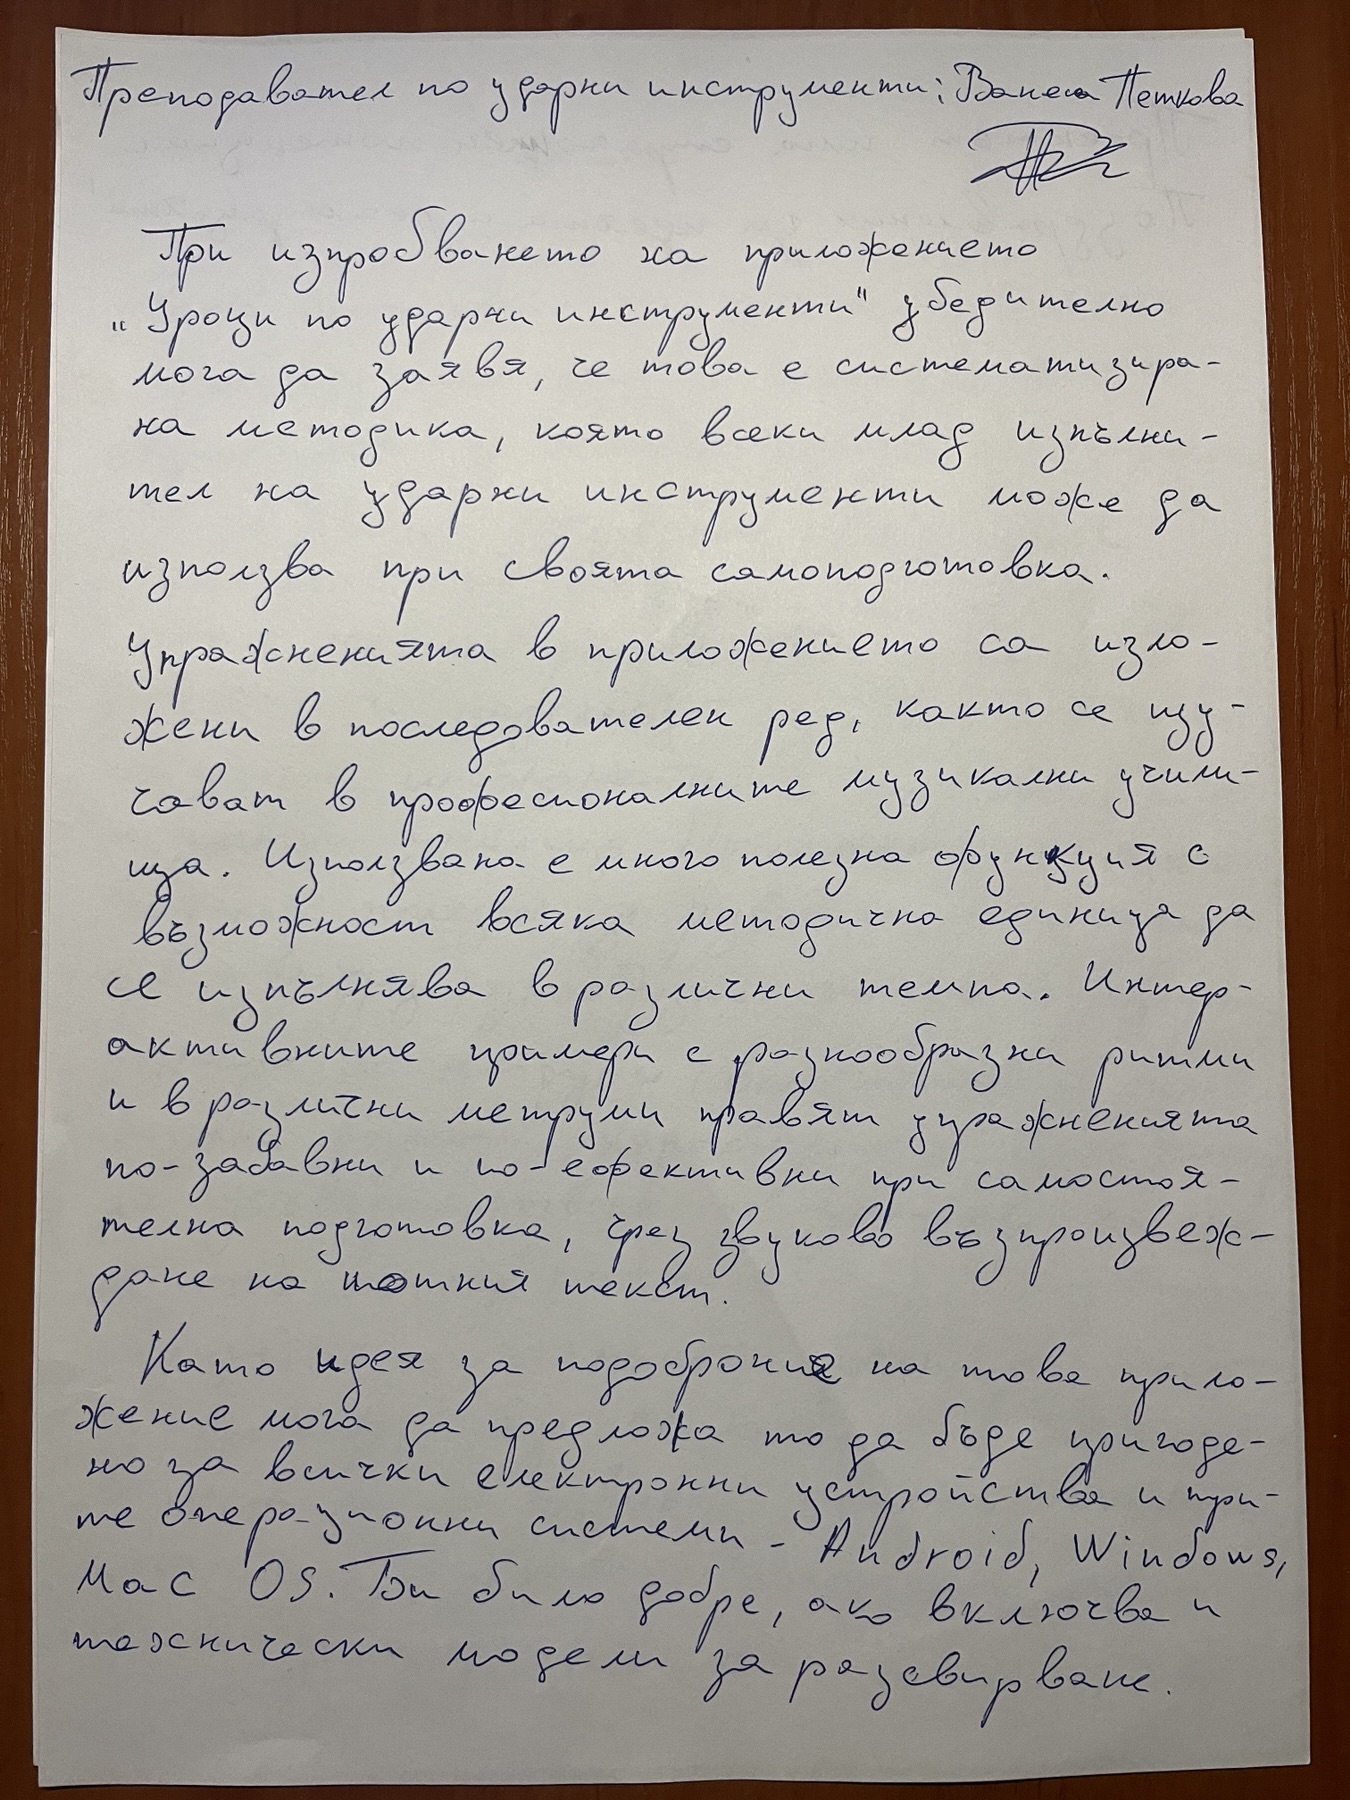 Преподавател по ударни инструменти: Ванеса Петкова
При изпробването на приложението
„Уроци по ударни инструменти" убедително
мога да заявя, че това е систематизира-
на методика, която всеки млад изпълни-
тел на ударни инструменти може да
използва при своята самоподготовка.
Упражненията в приложението са изло-
жени в последователен ред, както се изу-
чават в професионалните музикални учили-
ща. Използвана е много полезна функция с
възможност всяка методична единица да
се изпълнява в различни темпа. Интер-
активните примери с разнообразни ритми
и в различни метруми правят упражненията
по-забавни и по-ефективни при самостоя-
телна подготовка, чрез звуково възпроизвеж-
дане на нотния текст.
Като идея за подобрение на това прило-
жение мога да предложа то да бъде пригоде-
но за всички електронни устройства и при-
те операционни системи - Android, Windows,
Mac OS. Би било добре, ако включва и
технически модели за разсвирване.